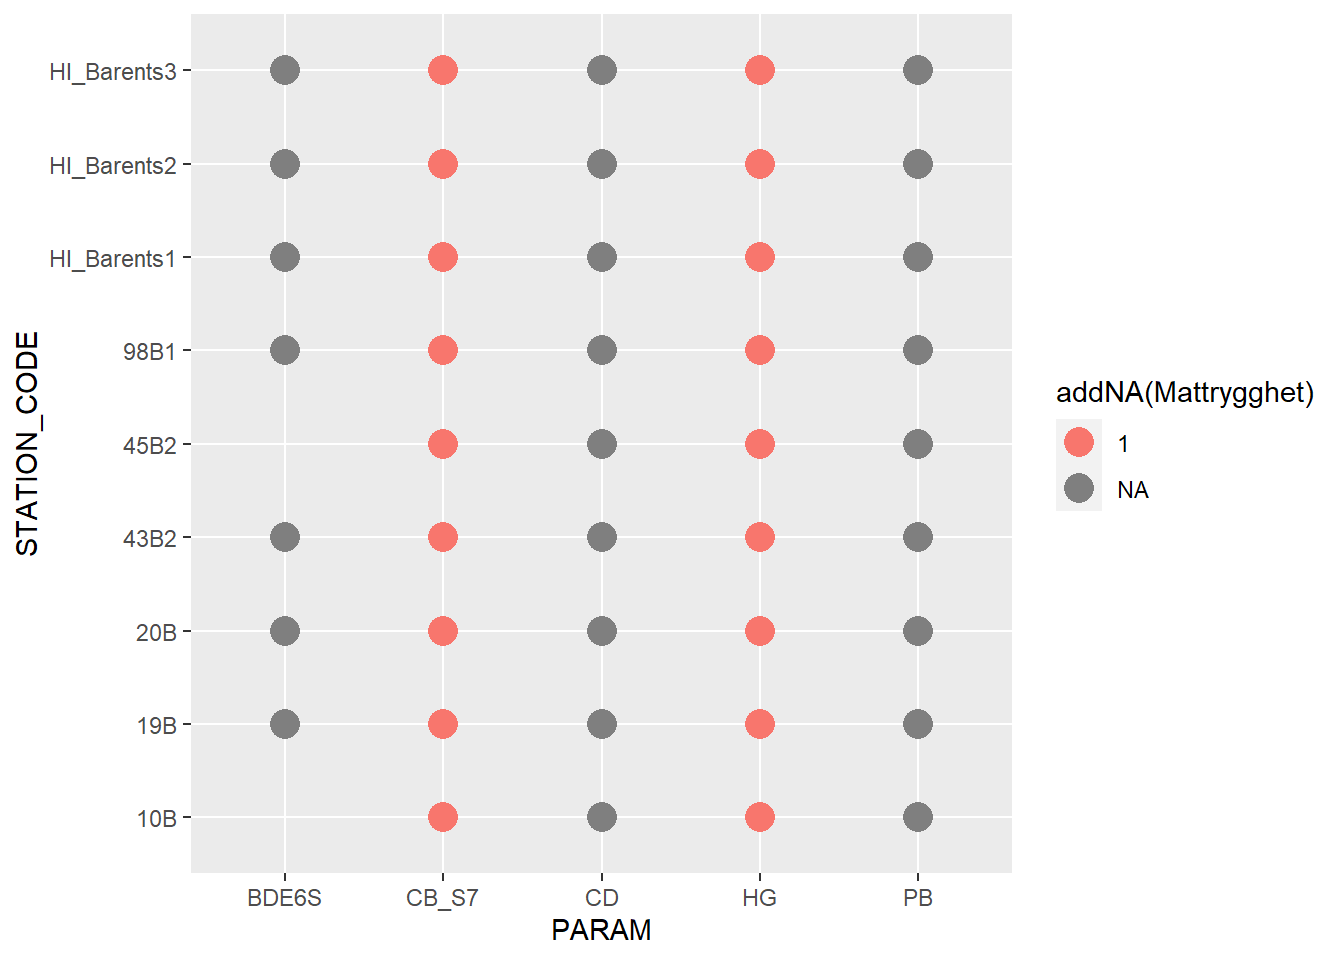 HI_Barents3
HI_Barents2
HI_Barents1
98B1
45B2
43B2
20B
19B
10B
STATION_CODE
BDE6S CB_S7 CD HG PB
PARAM
addNA(Mattrygghet)
1
NA